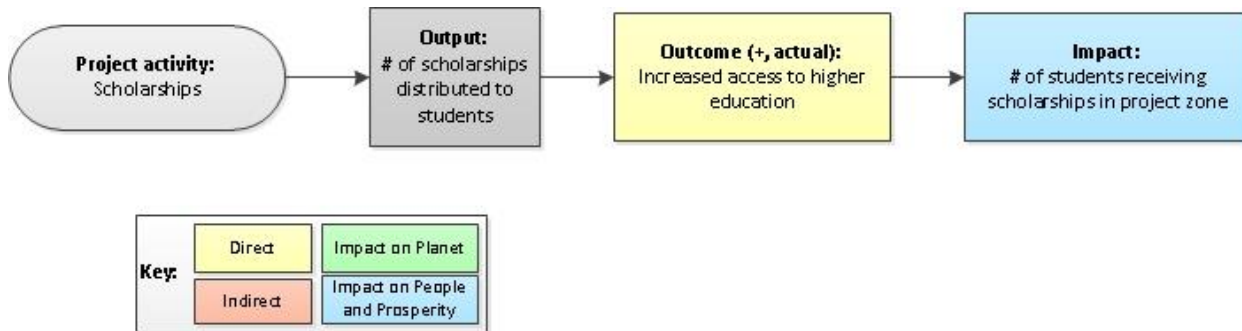 Project activity:
Scholarships
Output:
# of scholarships
distributed to
students
Outcome (+, actual):
Increased access to higher
education
Impact:
# of students receiving
scholarships in project zone
Key:
Direct
Impact on Planet
Indirect
Impact on People
and Prosperity